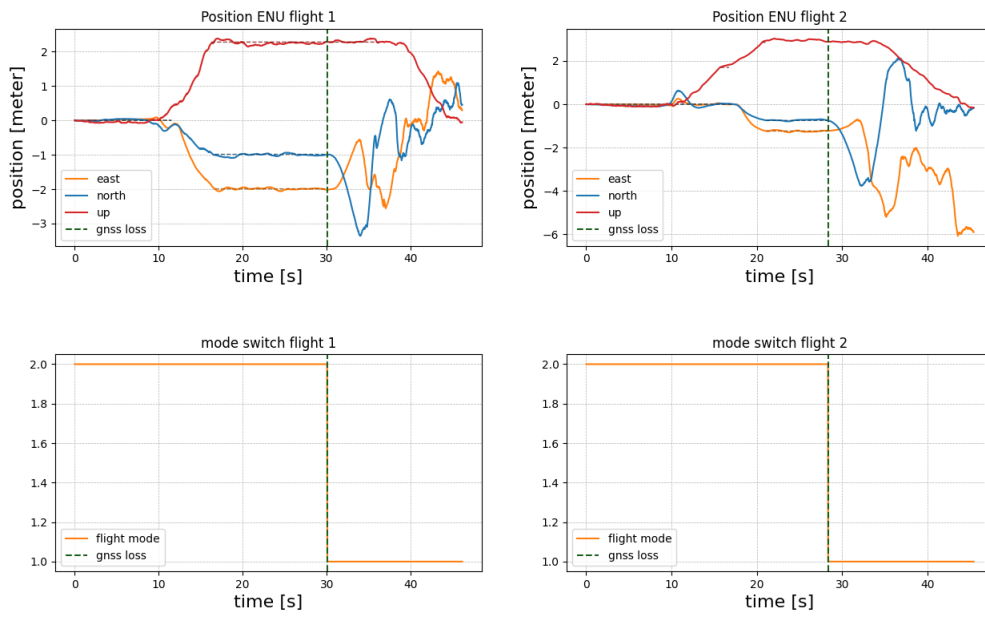 Position ENU flight 1
position [meter]
2
1
0
−1
−2
−3
east
north
up
gnss loss
0
10
20
30
40
time [s]
Position ENU flight 2
position [meter]
2
0
−2
−4
−6
east
north
up
gnss loss
0
10
20
30
40
time [s]
mode switch flight 1
2.0
1.8
1.6
1.4
1.2
1.0
flight mode
gnss loss
0
10
20
30
40
time [s]
mode switch flight 2
2.0
1.8
1.6
1.4
1.2
1.0
flight mode
gnss loss
0
10
20
30
40
time [s]